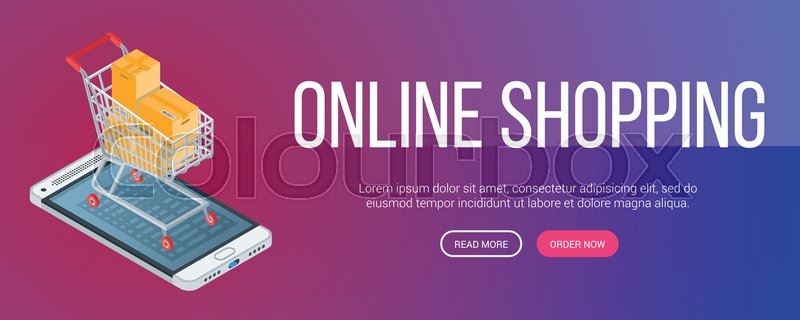 ONLINE SHOPPING
colourbox
Lorem ipsum dolor sit amet, consectetur adipisicing elit, sed do
eiusmod tempor incididunt ut labore et dolore magna aliqua.
READ MORE
ORDER NOW